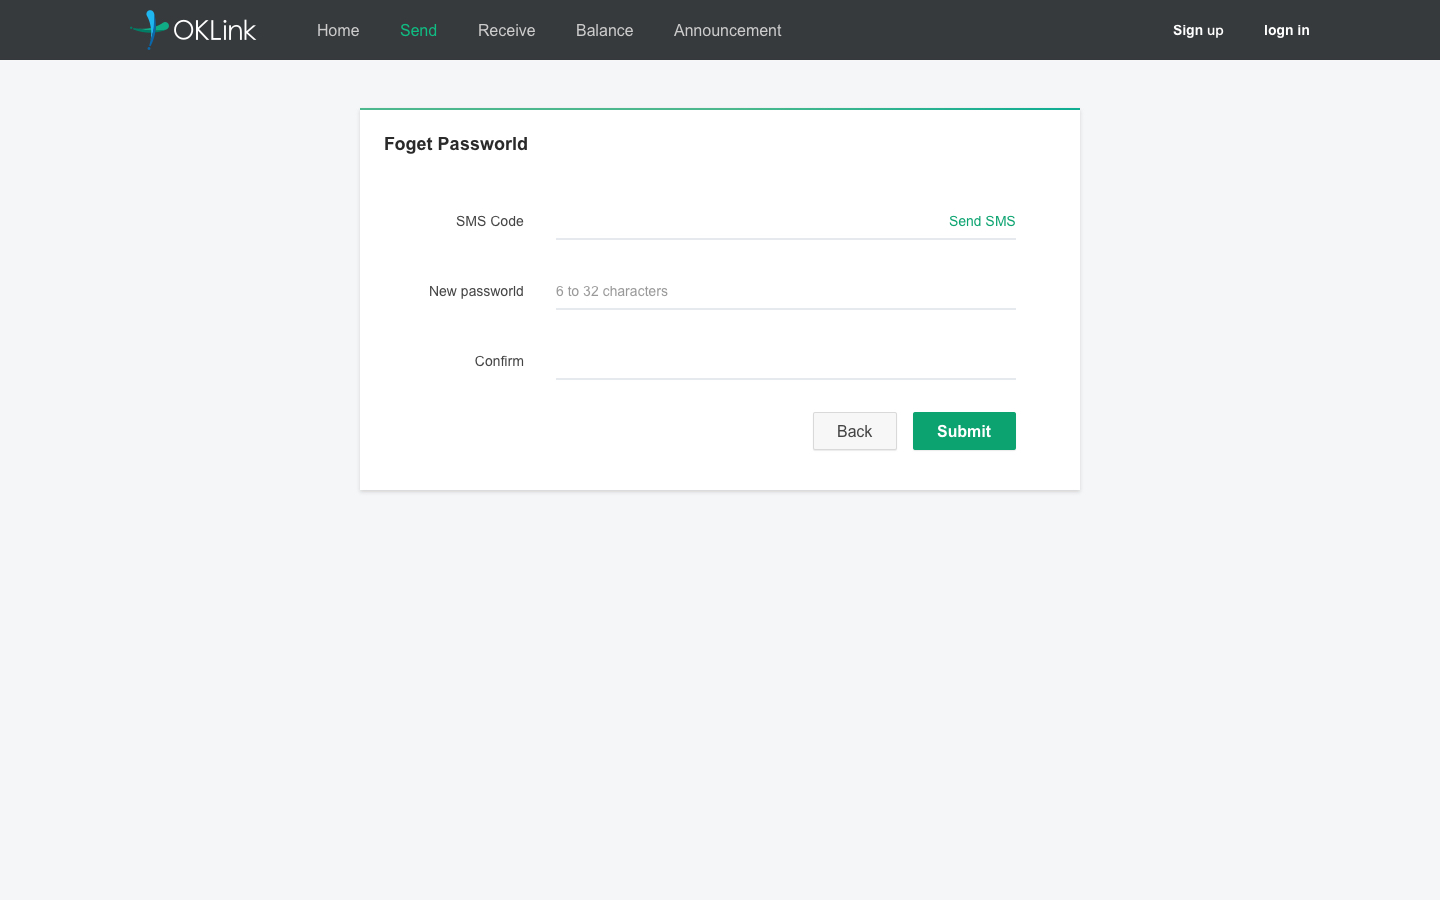 OKLink Home Send Receive Balance Announcement Sign up login in
Foget Passworld
SMS Code Send SMS
New passworld 6 to 32 characters
Confirm
Back Submit